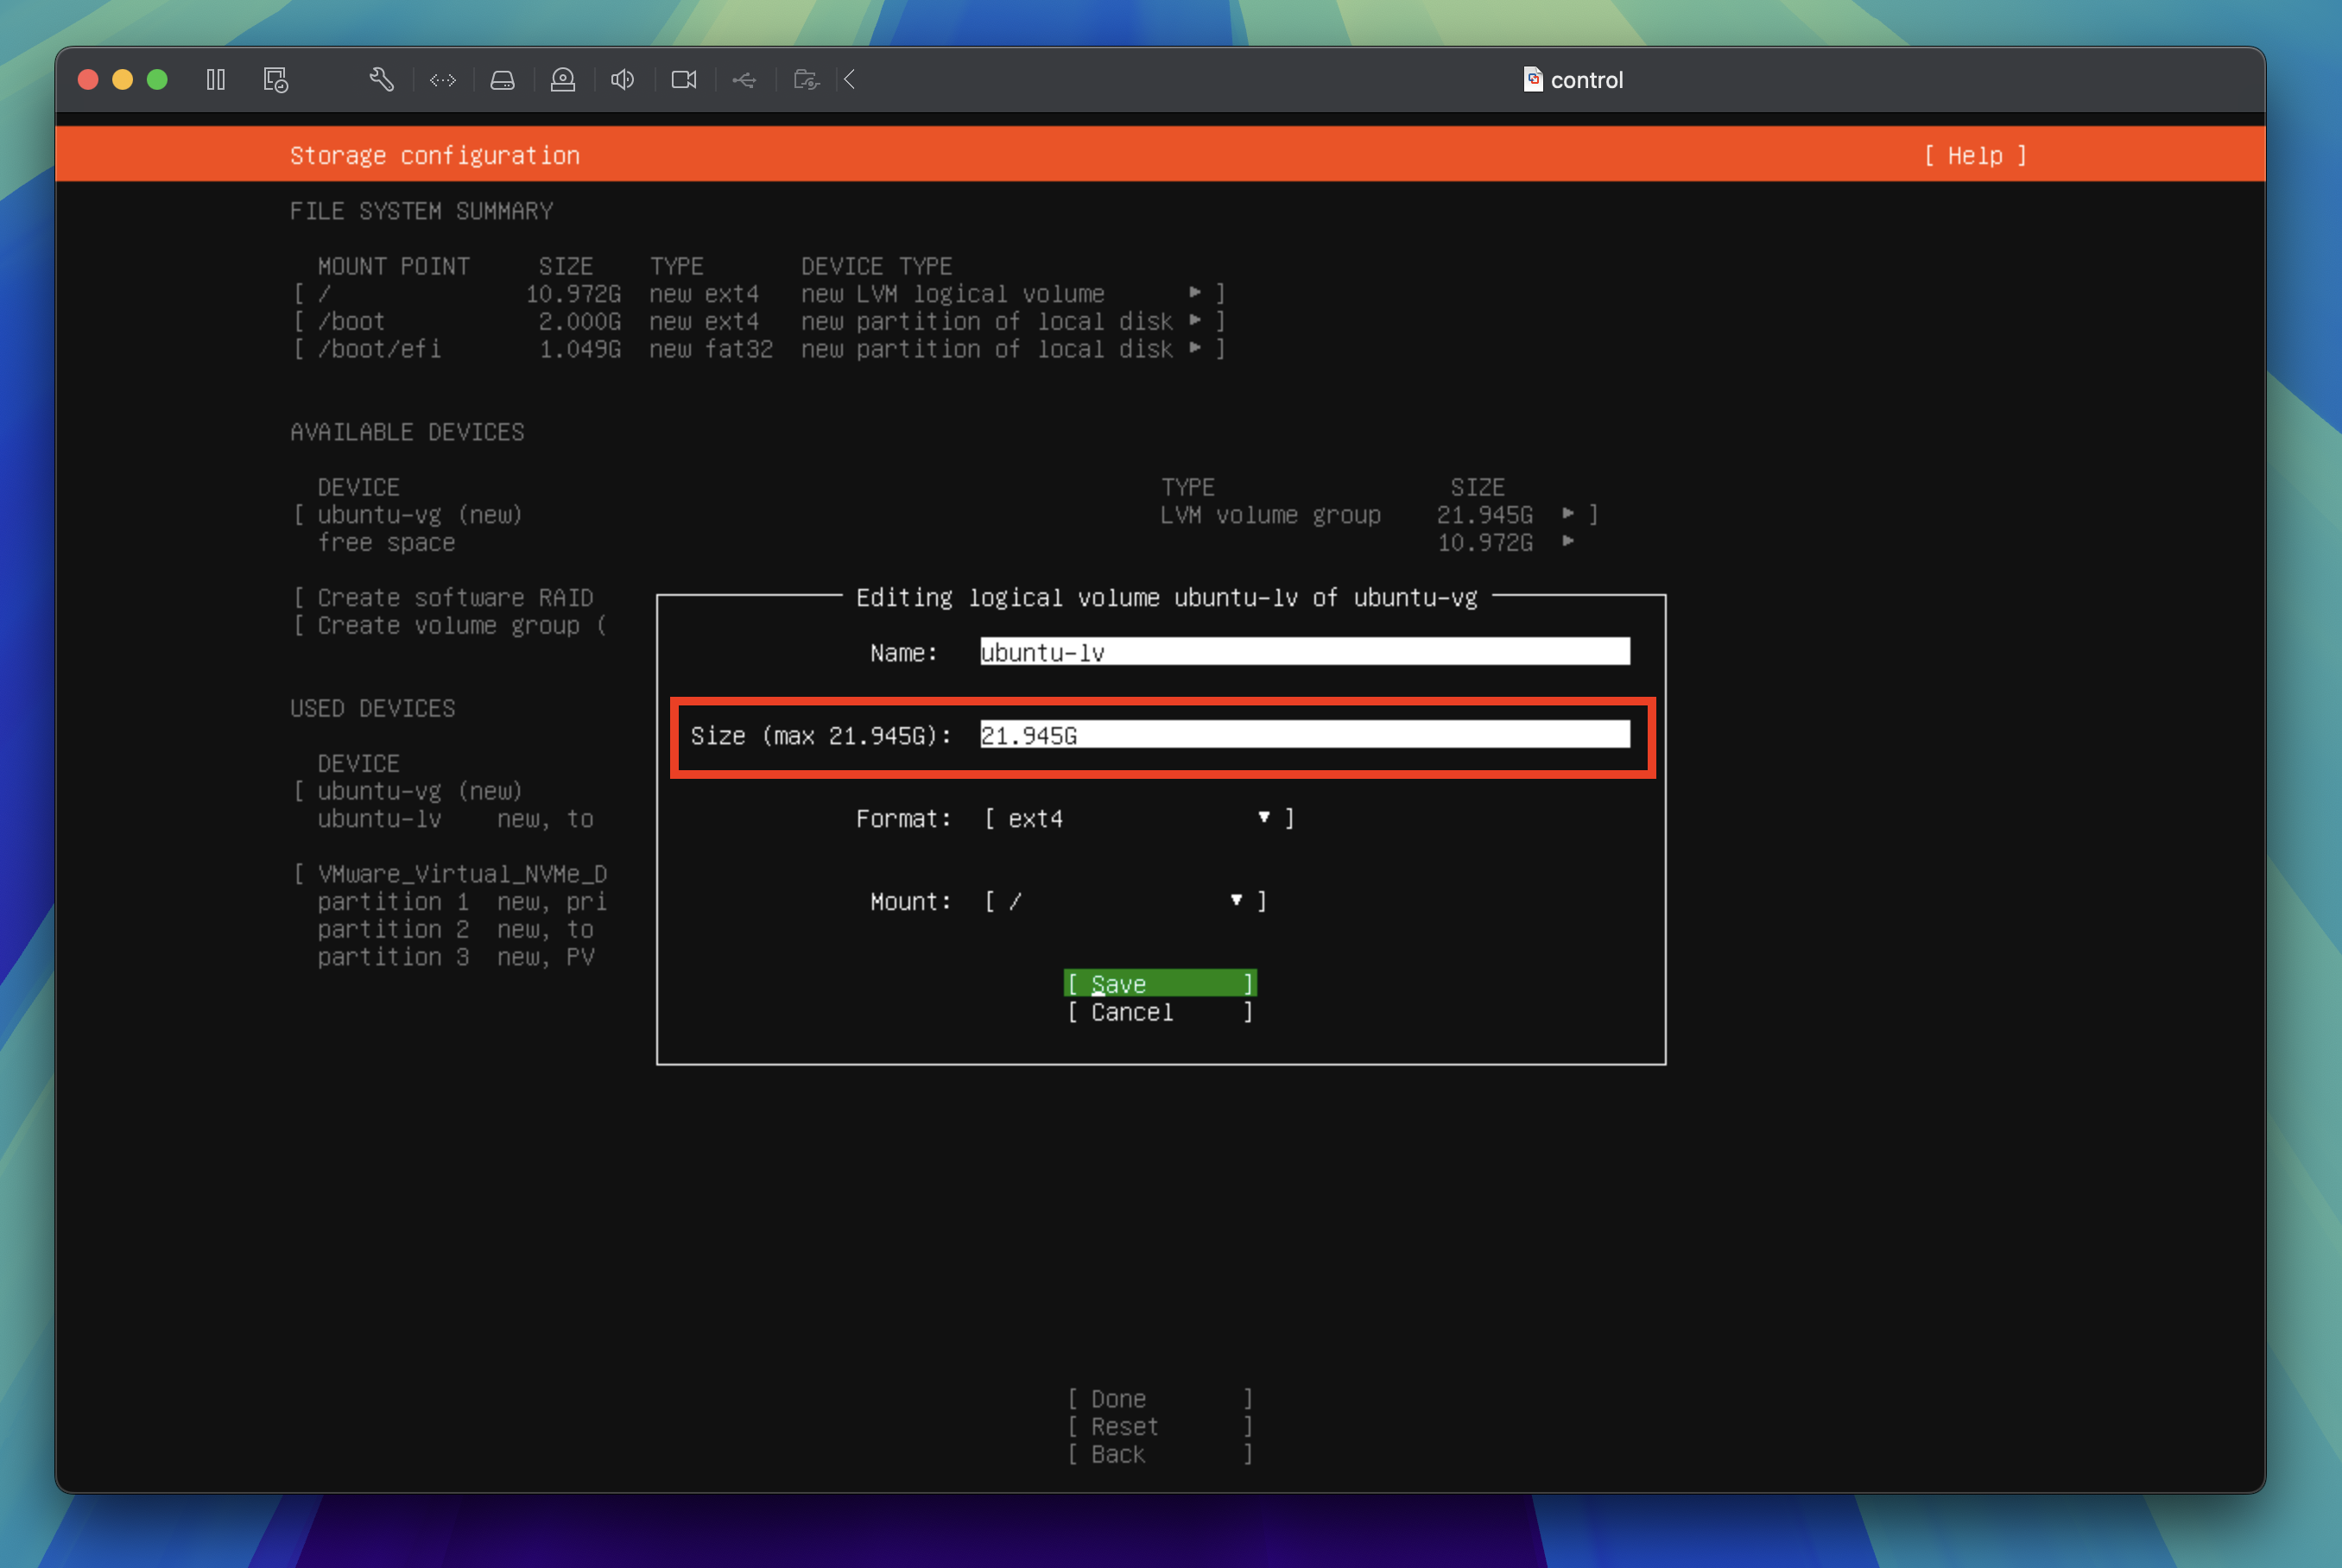 control
Storage configuration [ Help ]
FILE SYSTEM SUMMARY
MOUNT POINT SIZE TYPE DEVICE TYPE
[ / 10.972G new ext4 new LVM logical volume ▸ ]
[ /boot 2.000G new ext4 new partition of local disk ▸ ]
[ /boot/efi 1.049G new fat32 new partition of local disk ▸ ]
AVAILABLE DEVICES
DEVICE TYPE SIZE
[ ubuntu-vg (new) LVM volume group 21.945G ▸ ]
free space 10.972G ▸
[ Create software RAID
[ Create volume group (
USED DEVICES
DEVICE
[ ubuntu-vg (new)
ubuntu-lv new, to
[ VMware_Virtual_NVMe_D
partition 1 new, pri
partition 2 new, to
partition 3 new, PV
Editing logical volume ubuntu-lv of ubuntu-vg
Name: ubuntu-lv
Size (max 21.945G): 21.945G
Format: [ ext4 ▾ ]
Mount: [ / ▾ ]
[ Save ]
[ Cancel ]
[ Done ]
[ Reset ]
[ Back ]